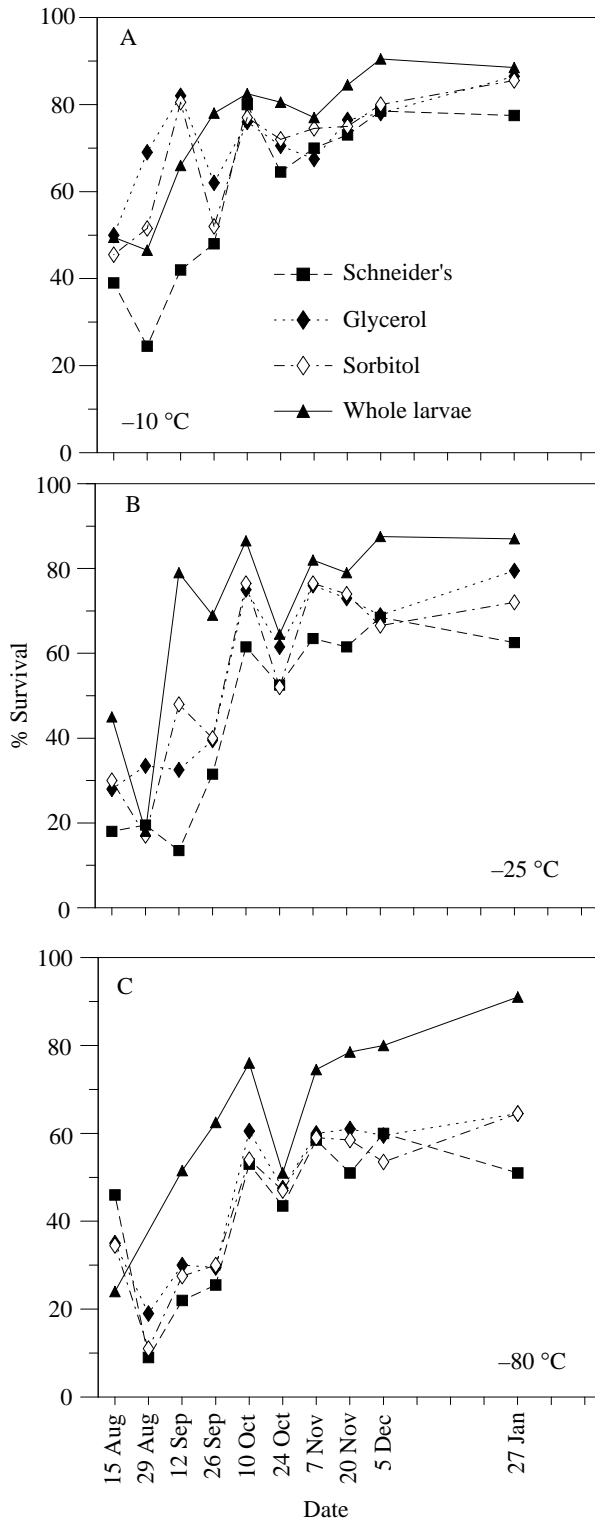 A
100
80
60
40
20
0
Schneider's
Glycerol
Sorbitol
Whole larvae
–10 °C
B
100
80
60
40
20
0
% Survival
–25 °C
C
100
80
60
40
20
0
–80 °C
15 Aug
29 Aug
12 Sep
26 Sep
10 Oct
24 Oct
7 Nov
20 Nov
5 Dec
27 Jan
Date